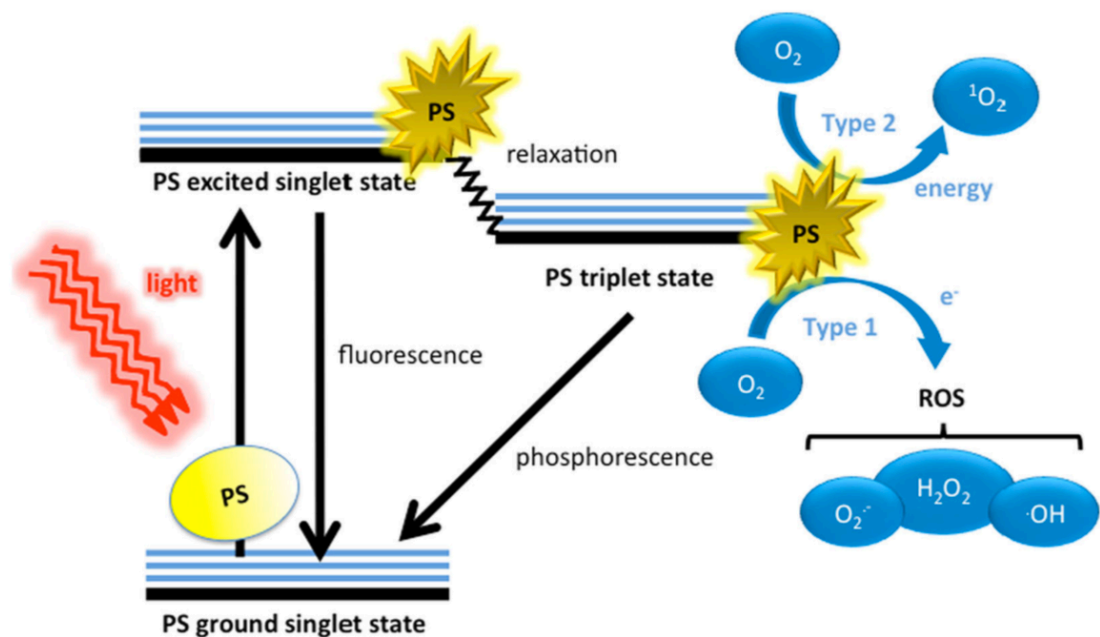 O₂
PS
¹O₂
Type 2
relaxation
PS excited singlet state
energy
PS
light
PS triplet state
e⁻
Type 1
fluorescence
O₂
ROS
phosphorescence
PS
H₂O₂
O₂·⁻
·OH
PS ground singlet state